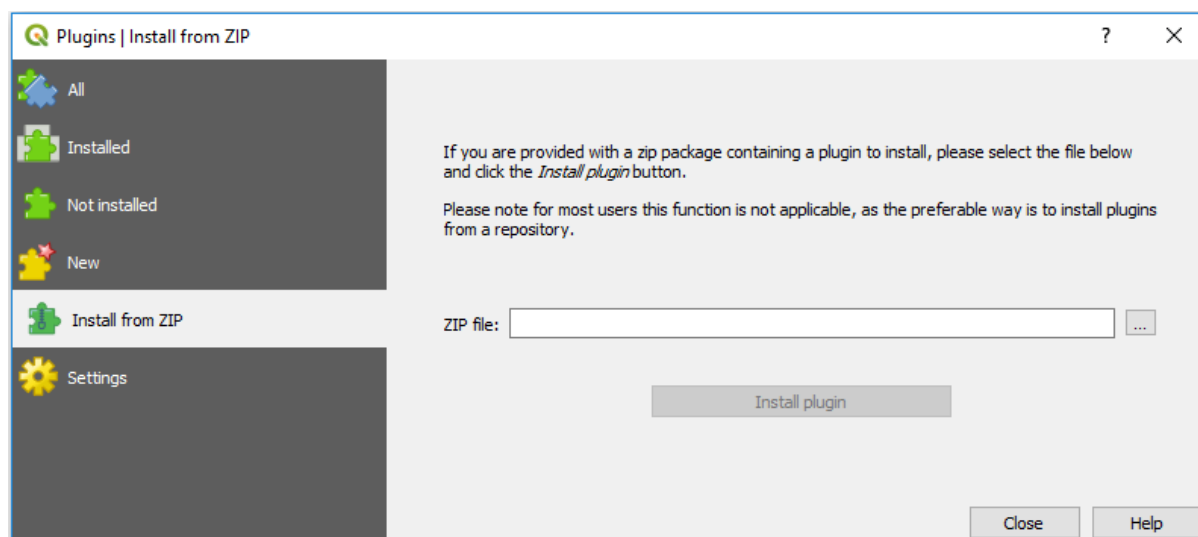 Plugins | Install from ZIP
?
All
Installed
Not installed
New
Install from ZIP
Settings
If you are provided with a zip package containing a plugin to install, please select the file below
and click the Install plugin button.
Please note for most users this function is not applicable, as the preferable way is to install plugins
from a repository.
ZIP file:
...
Install plugin
Close
Help